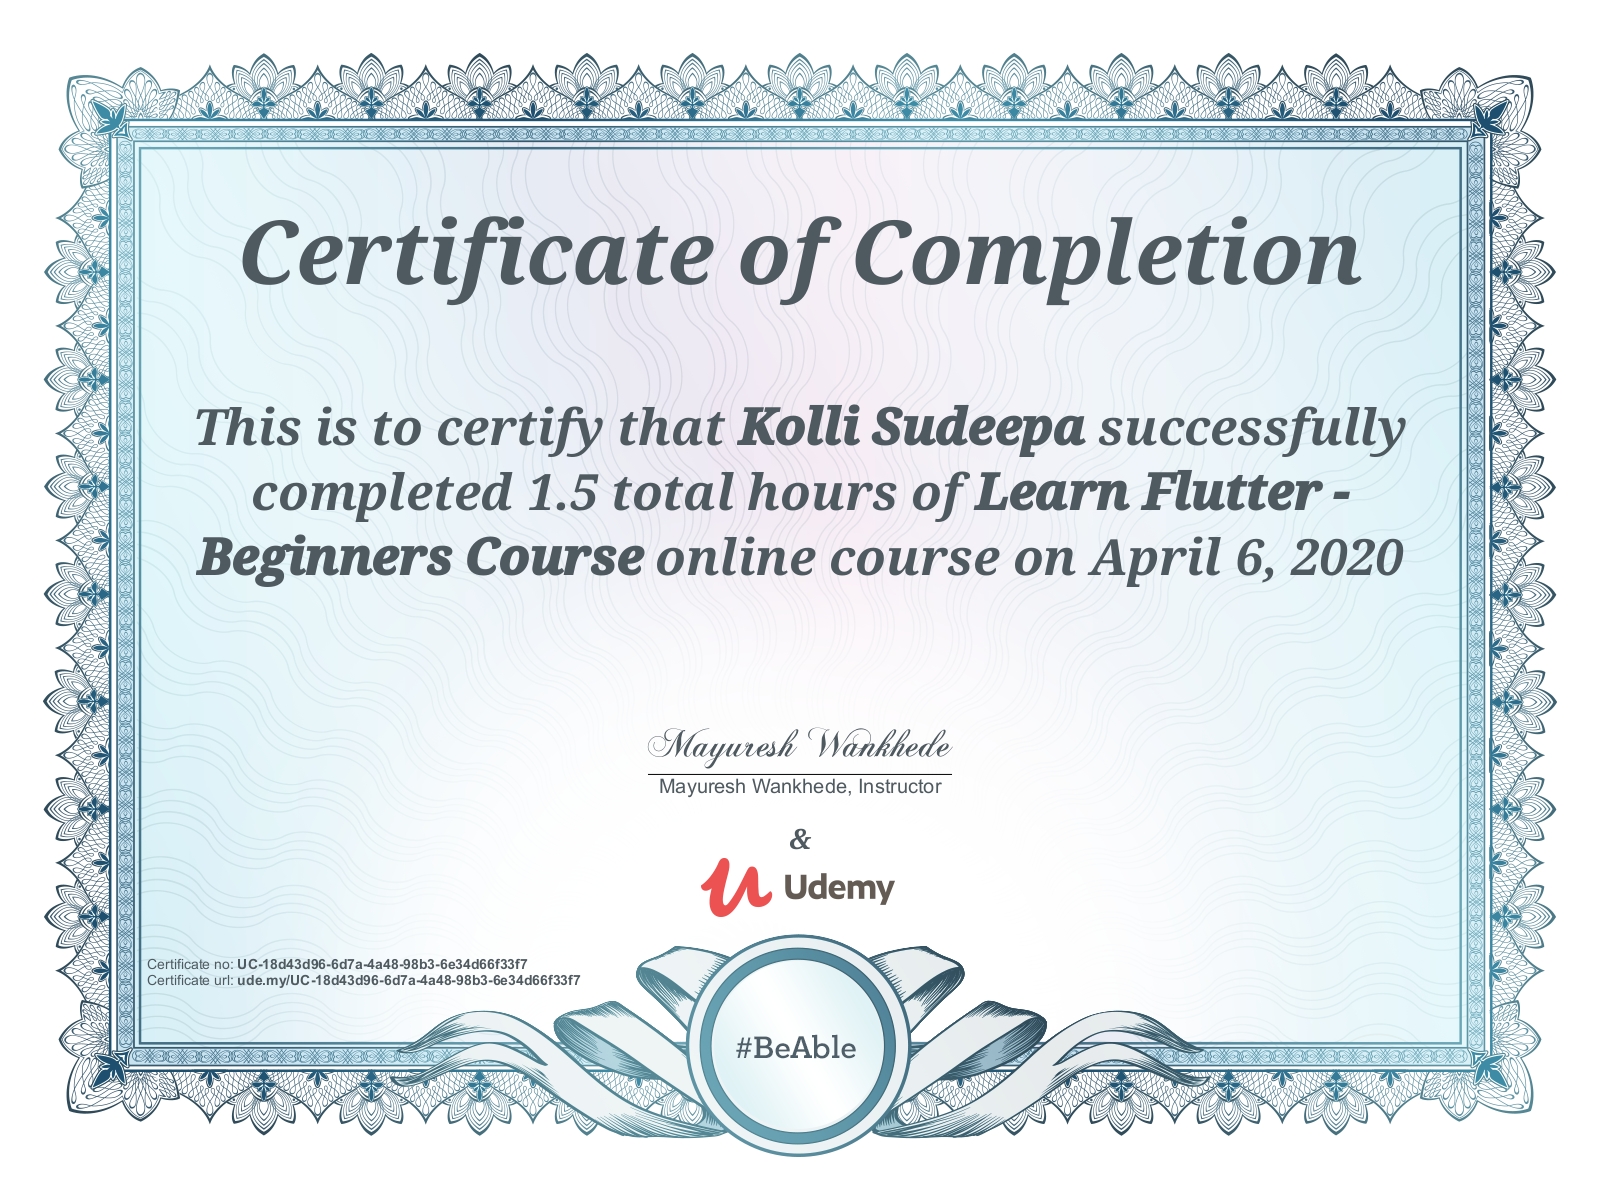 Certificate of Completion
This is to certify that Kolli Sudeepa successfully
completed 1.5 total hours of Learn Flutter -
Beginners Course online course on April 6, 2020
Mayuresh Wankhede
Mayuresh Wankhede, Instructor
&
Udemy
Certificate no: UC-18d43d96-6d7a-4a48-98b3-6e34d66f33f7
Certificate url: ude.my/UC-18d43d96-6d7a-4a48-98b3-6e34d66f33f7
#BeAble